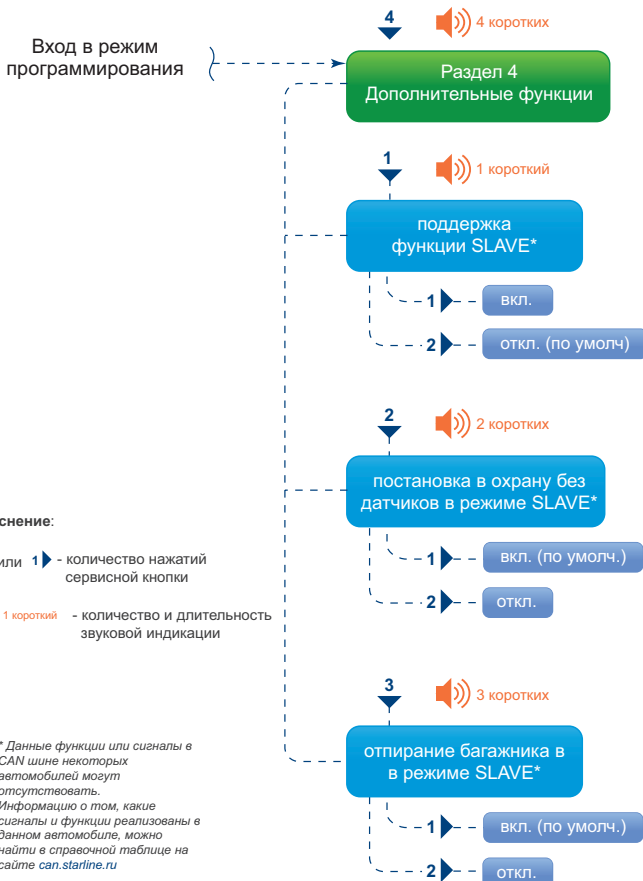 4
4 коротких
Вход в режим
программирования
Раздел 4
Дополнительные функции
1
1 короткий
поддержка
функции SLAVE*
1
вкл.
2
откл. (по умолч)
2
2 коротких
постановка в охрану без
датчиков в режиме SLAVE*
1
вкл. (по умолч.)
2
откл.
снение:
или 1 - количество нажатий
сервисной кнопки
1 короткий - количество и длительность
звуковой индикации
3
3 коротких
отпирание багажника в
в режиме SLAVE*
1
вкл. (по умолч.)
2
откл.
* Данные функции или сигналы в
CAN шине некоторых
автомобилей могут
отсутствовать.
Информацию о том, какие
сигналы и функции реализованы в
данном автомобиле, можно
найти в справочной таблице на
сайте can.starline.ru